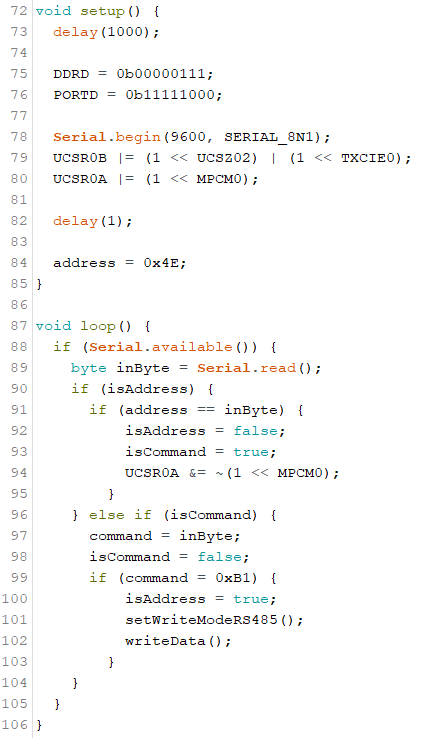 72 void setup() {
73   delay(1000);
74
75   DDRD = 0b00000111;
76   PORTD = 0b11111000;
77
78   Serial.begin(9600, SERIAL_8N1);
79   UCSR0B |= (1 << UCSZ02) | (1 << TXCIE0);
80   UCSR0A |= (1 << MPCM0);
81
82   delay(1);
83
84   address = 0x4E;
85 }
86
87 void loop() {
88   if (Serial.available()) {
89     byte inByte = Serial.read();
90     if (isAddress) {
91       if (address == inByte) {
92           isAddress = false;
93           isCommand = true;
94           UCSR0A &= ~(1 << MPCM0);
95         }
96     } else if (isCommand) {
97       command = inByte;
98       isCommand = false;
99       if (command = 0xB1) {
100           isAddress = true;
101           setWriteModeRS485();
102           writeData();
103         }
104     }
105   }
106 }